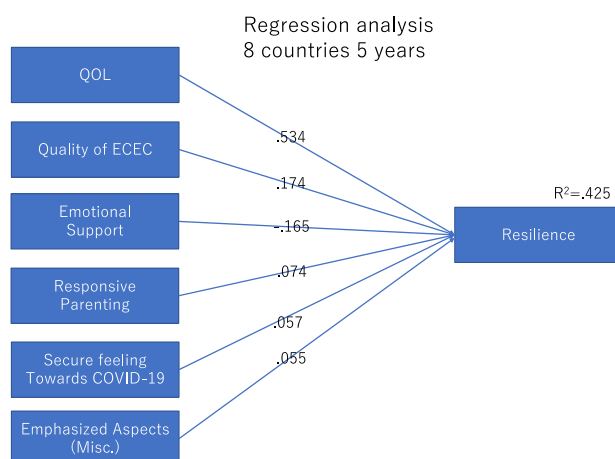 Regression analysis
8 countries 5 years
QOL
.534
Quality of ECEC
.174
R²=.425
Emotional
Support
-.165
Resilience
.074
Responsive
Parenting
.057
Secure feeling
Towards COVID-19
.055
Emphasized Aspects
(Misc.)